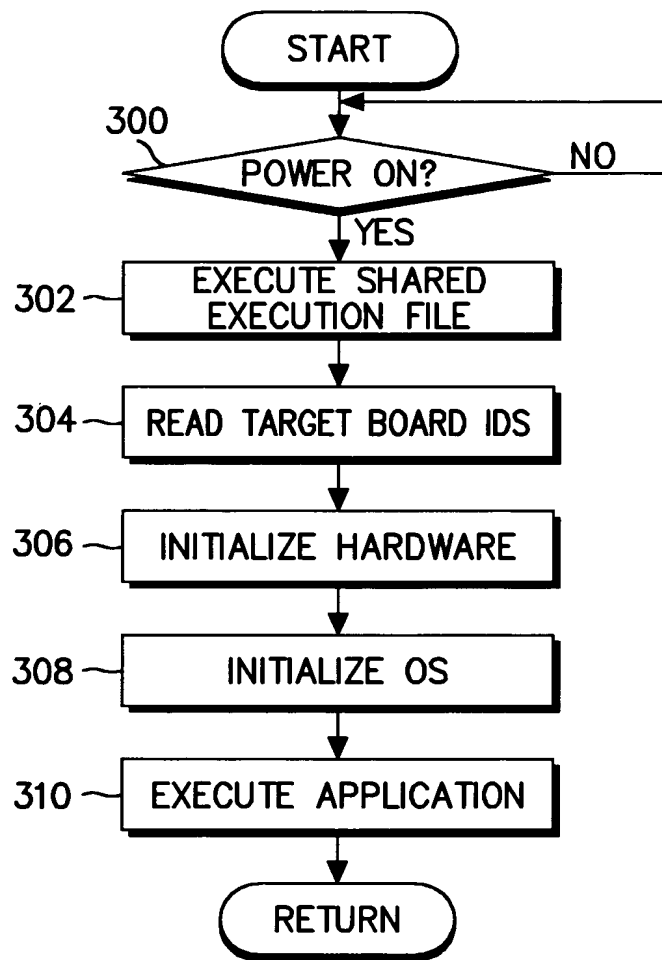 START
300
POWER ON?
NO
YES
302
EXECUTE SHARED
EXECUTION FILE
304
READ TARGET BOARD IDS
306
INITIALIZE HARDWARE
308
INITIALIZE OS
310
EXECUTE APPLICATION
RETURN